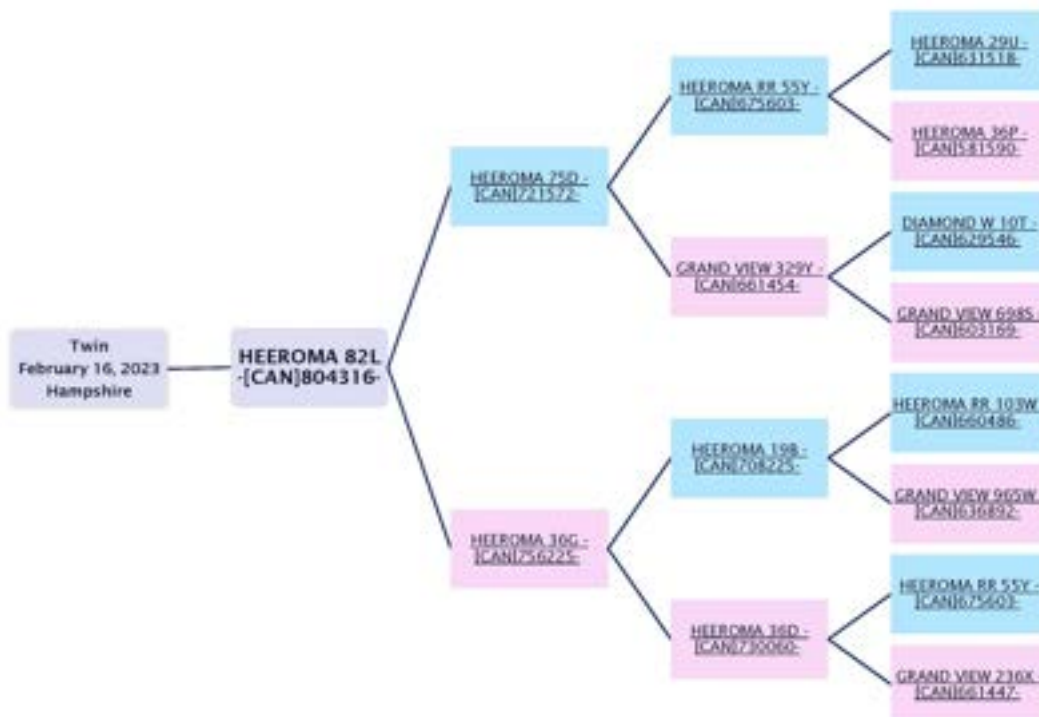 HEEROMA 29U -
[CAN]631518-
HEEROMA RR 55Y -
[CAN]675603-
HEEROMA 36P -
[CAN]581590-
HEEROMA 75D -
[CAN]721572-
DIAMOND W 10T -
[CAN]629546-
GRAND VIEW 329Y -
[CAN]661454-
GRAND VIEW 698S -
[CAN]603169-
Twin
February 16, 2023
Hampshire
HEEROMA 82L
-[CAN]804316-
HEEROMA RR 103W
[CAN]660486-
HEEROMA 19B -
[CAN]708225-
GRAND VIEW 965W
[CAN]636892-
HEEROMA 36G -
[CAN]756225-
HEEROMA RR 55Y -
[CAN]675603-
HEEROMA 36D -
[CAN]730060-
GRAND VIEW 236X -
[CAN]661447-